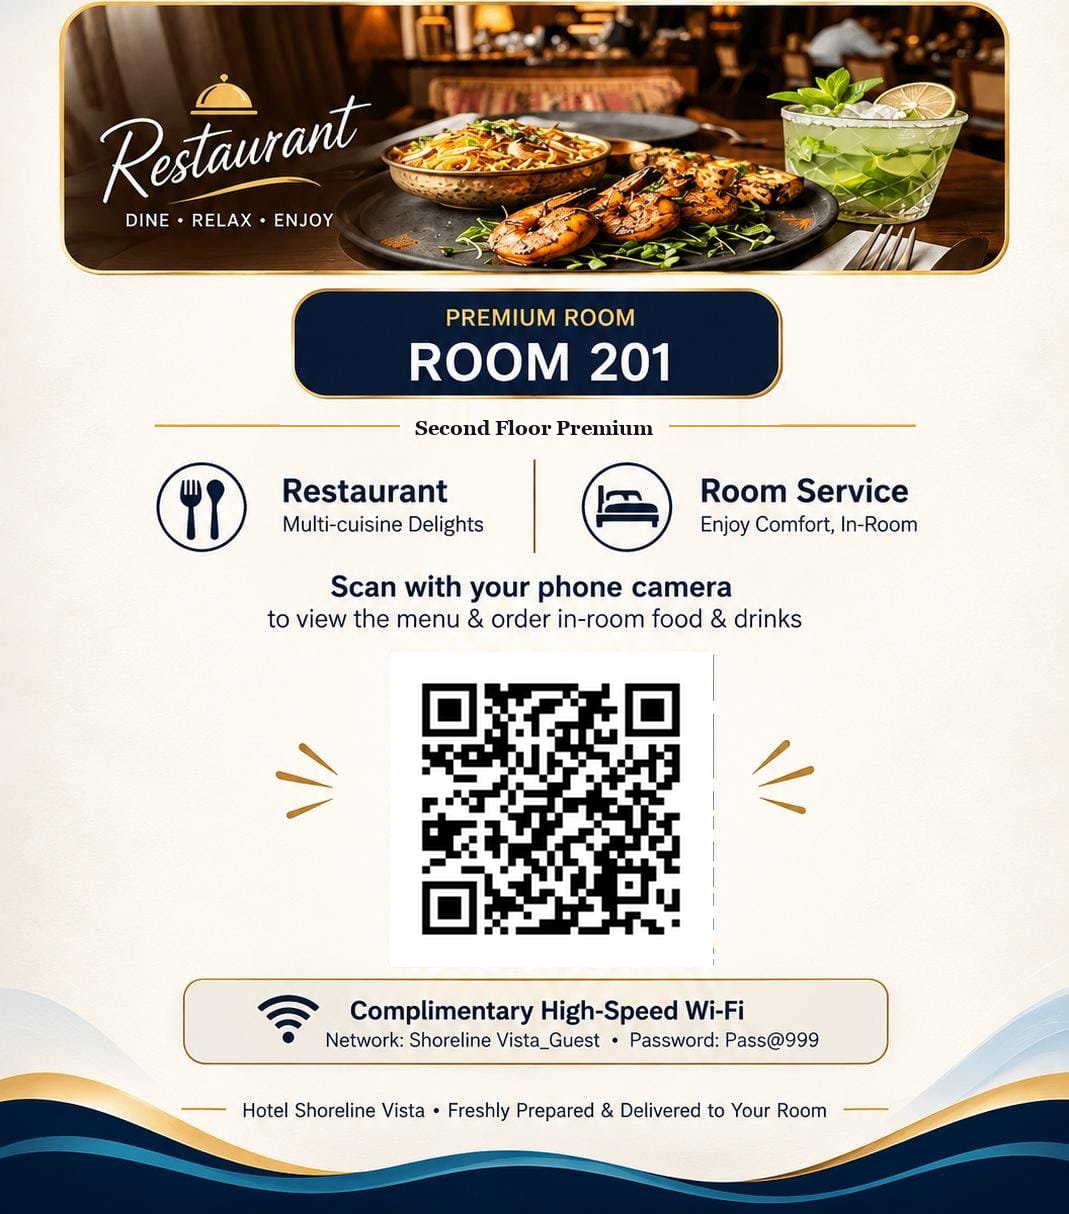 Restaurant
DINE • RELAX • ENJOY
PREMIUM ROOM
ROOM 201
Second Floor Premium
Restaurant
Multi-cuisine Delights
Room Service
Enjoy Comfort, In-Room
Scan with your phone camera
to view the menu & order in-room food & drinks
Complimentary High-Speed Wi-Fi
Network: Shoreline Vista_Guest • Password: Pass@999
Hotel Shoreline Vista • Freshly Prepared & Delivered to Your Room